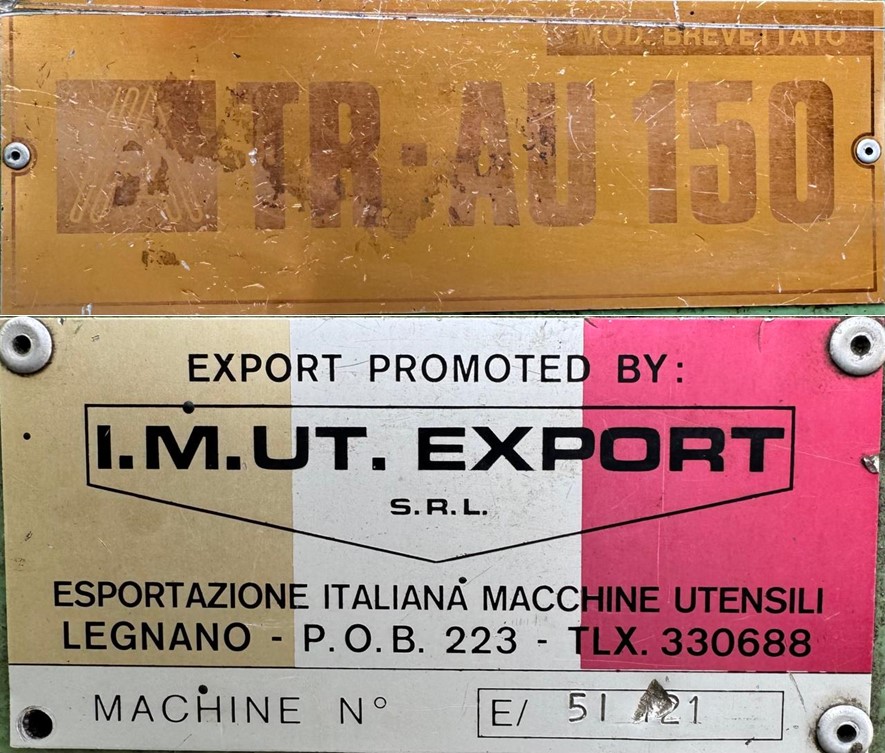 MOD. BREVETTATO
TR-AU 150
EXPORT PROMOTED BY:
I.M.UT. EXPORT
S.R.L.
ESPORTAZIONE ITALIANA MACCHINE UTENSILI
LEGNANO - P.O.B. 223 - TLX. 330688
MACHINE N°
E/ 51 21